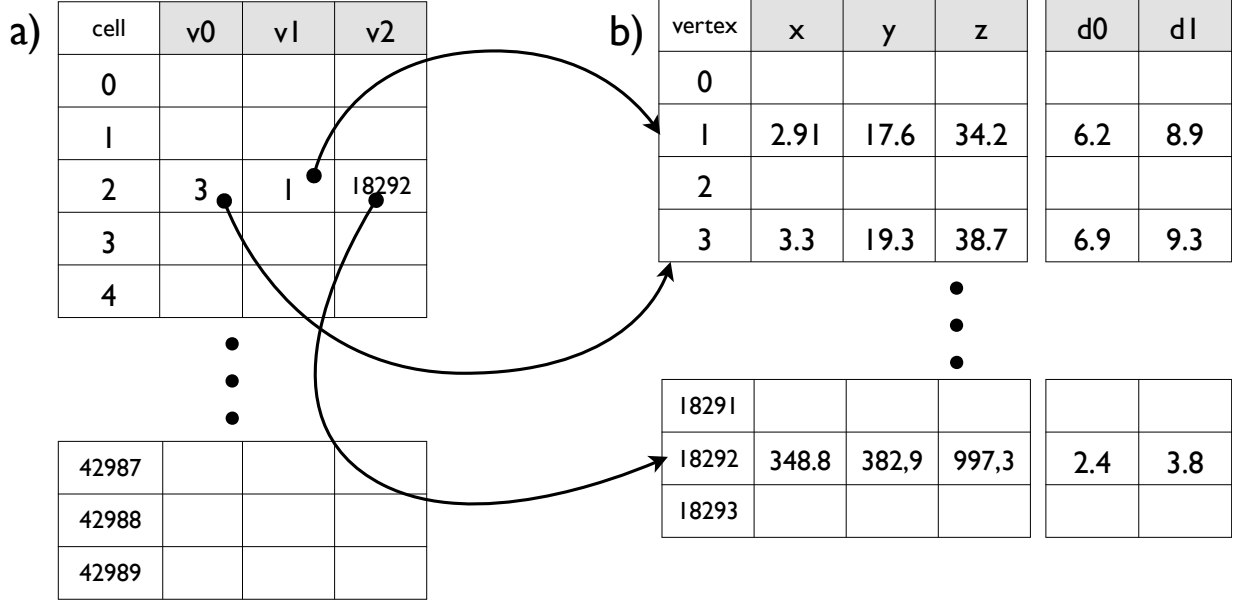 a)
cell v0 v1 v2
0
1
2 3 1 18292
3
4
42987
42988
42989
b)
vertex x y z d0 d1
0
1 2.91 17.6 34.2 6.2 8.9
2
3 3.3 19.3 38.7 6.9 9.3
18291
18292 348.8 382,9 997,3 2.4 3.8
18293